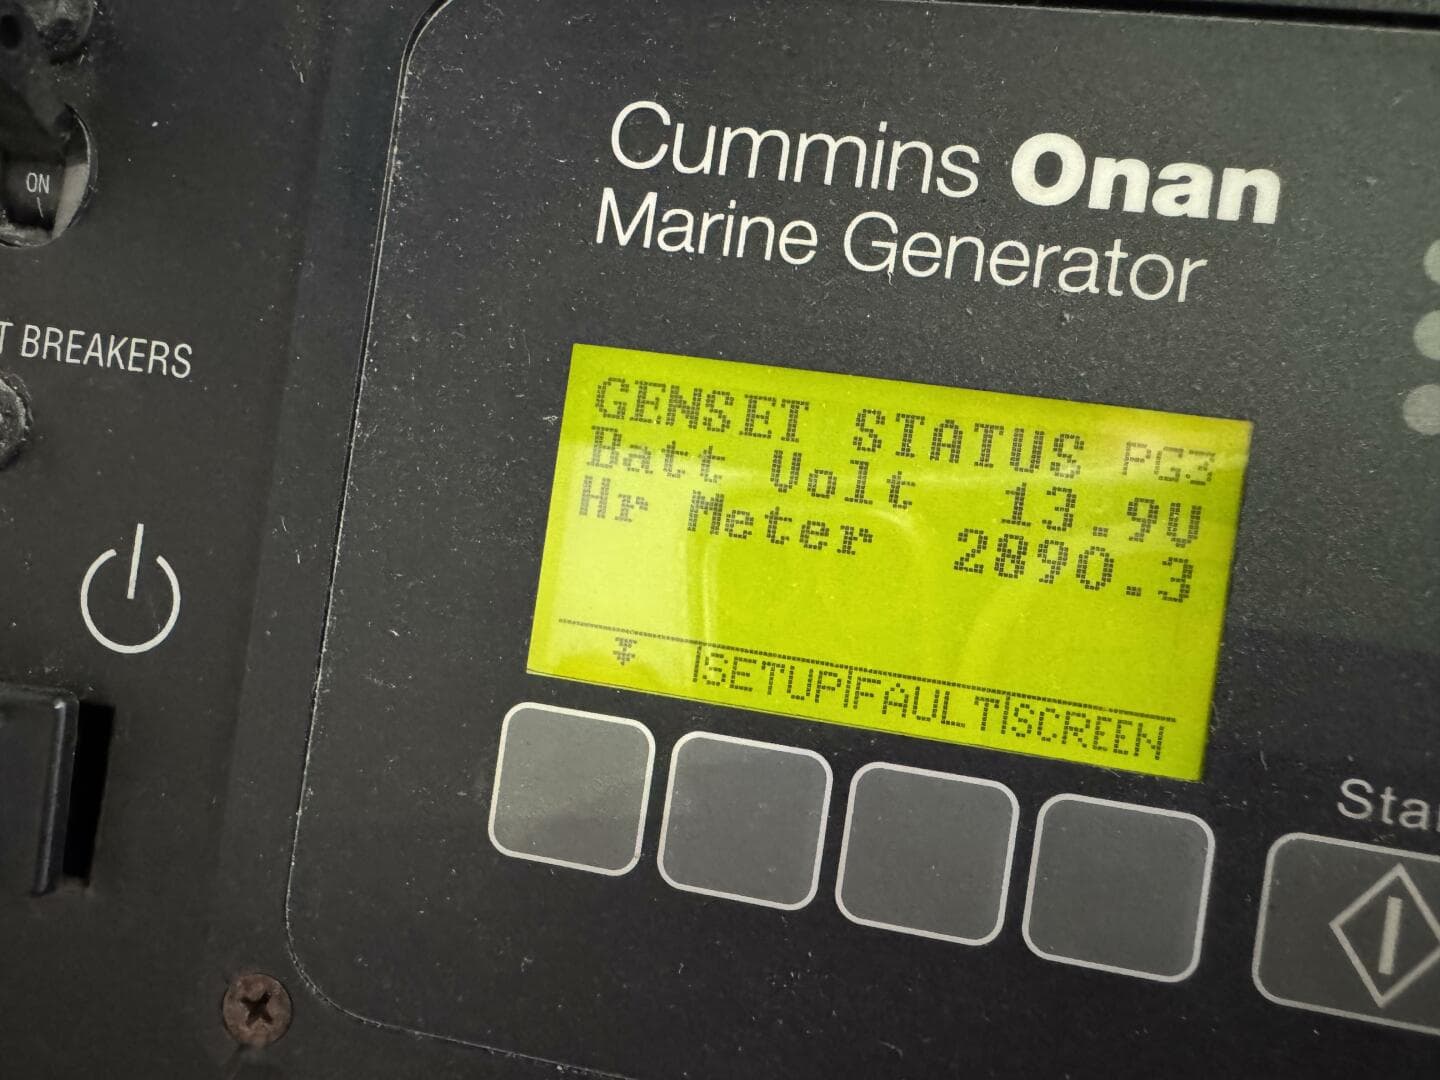 Cummins Onan
Marine Generator
ON
T BREAKERS
GENSET STATUS PG3
Batt Volt 13.9V
Hr Meter 2890.3
SETUP FAULT SCREEN